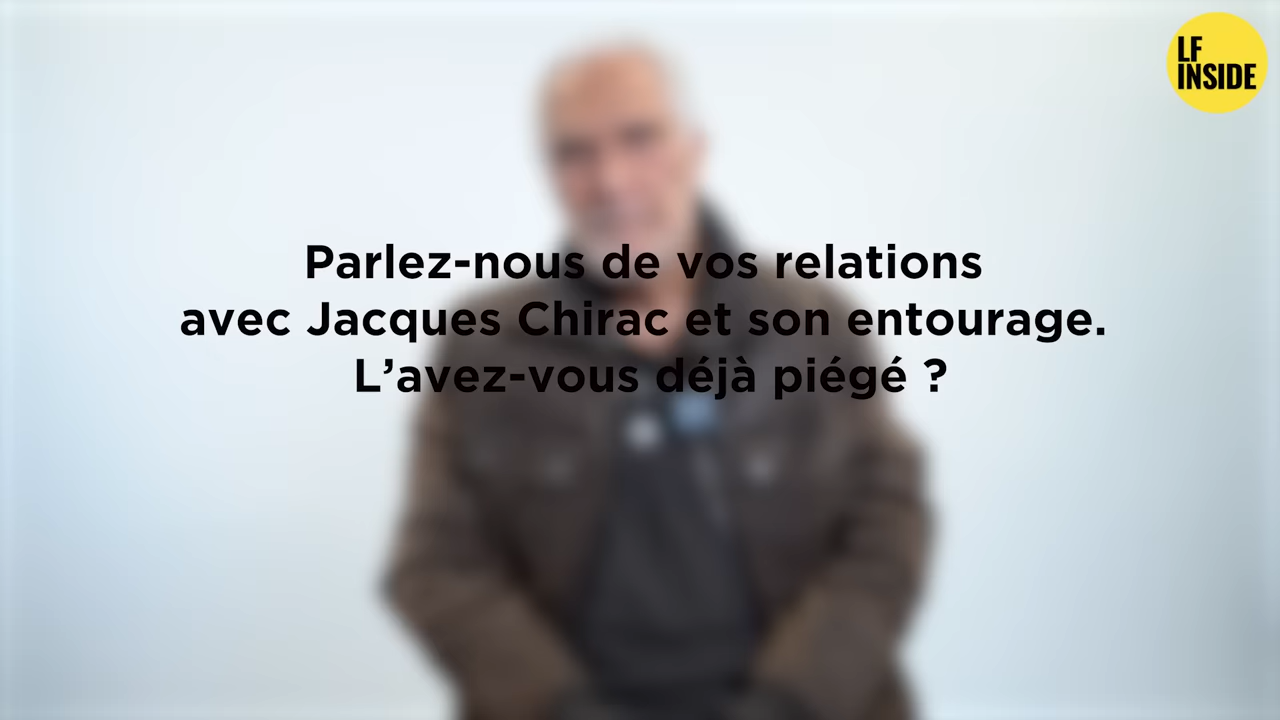 LF
INSIDE
Parlez-nous de vos relations
avec Jacques Chirac et son entourage.
L’avez-vous déjà piégé ?